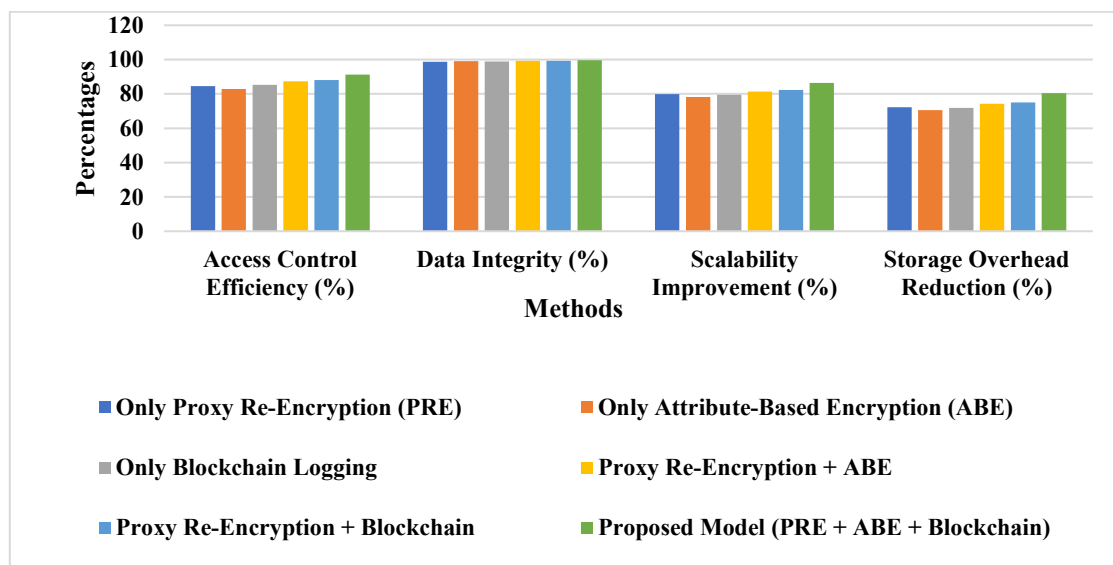 120
100
80
60
40
20
0
Percentages
Access Control
Efficiency (%)
Data Integrity (%)
Scalability
Improvement (%)
Storage Overhead
Reduction (%)
Methods
Only Proxy Re-Encryption (PRE)
Only Attribute-Based Encryption (ABE)
Only Blockchain Logging
Proxy Re-Encryption + ABE
Proxy Re-Encryption + Blockchain
Proposed Model (PRE + ABE + Blockchain)